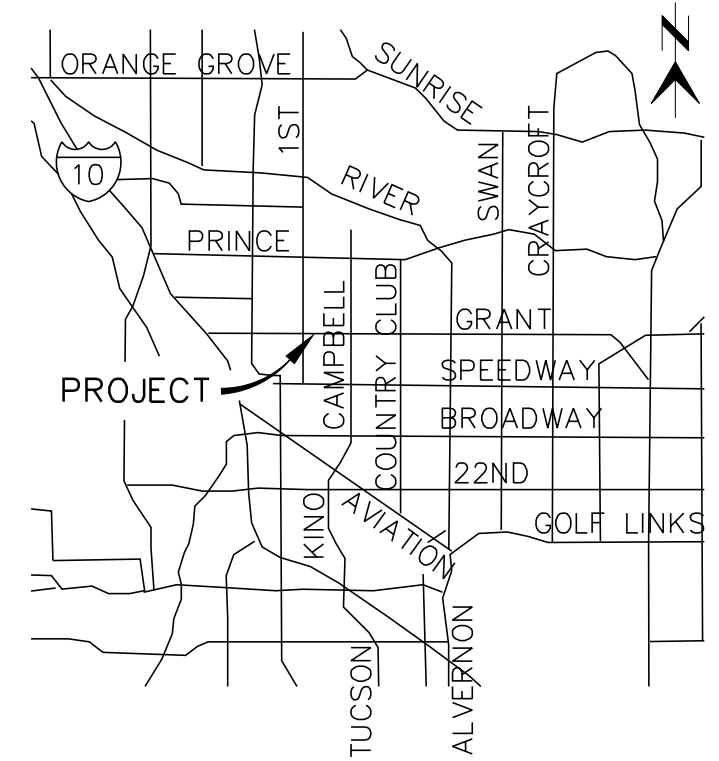 N
ORANGE GROVE
SUNRISE
1ST
10
RIVER
SWAN
CRAYCROFT
PRINCE
CAMPBELL
COUNTRY CLUB
GRANT
PROJECT
SPEEDWAY
BROADWAY
22ND
KINO
AVIATION
GOLF LINKS
TUCSON
ALVERNON